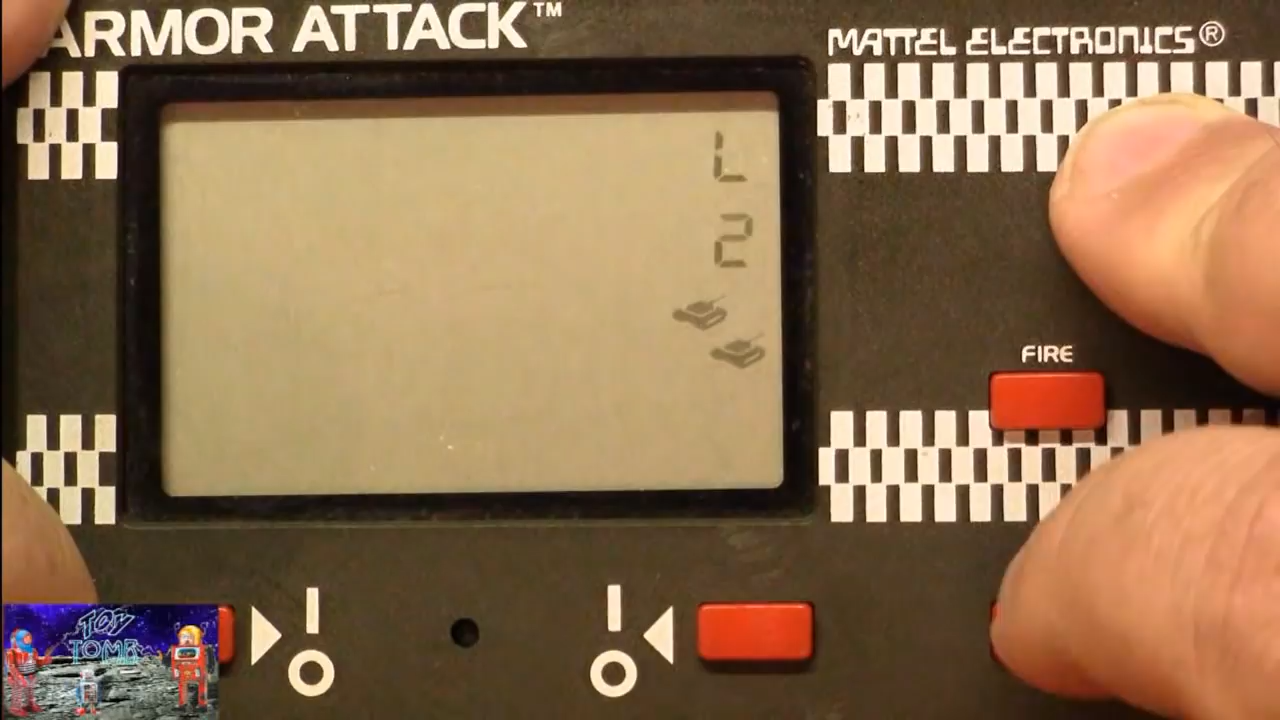 ARMOR ATTACK™
MATTEL ELECTRONICS®
L
2
FIRE
TOY
TOMB